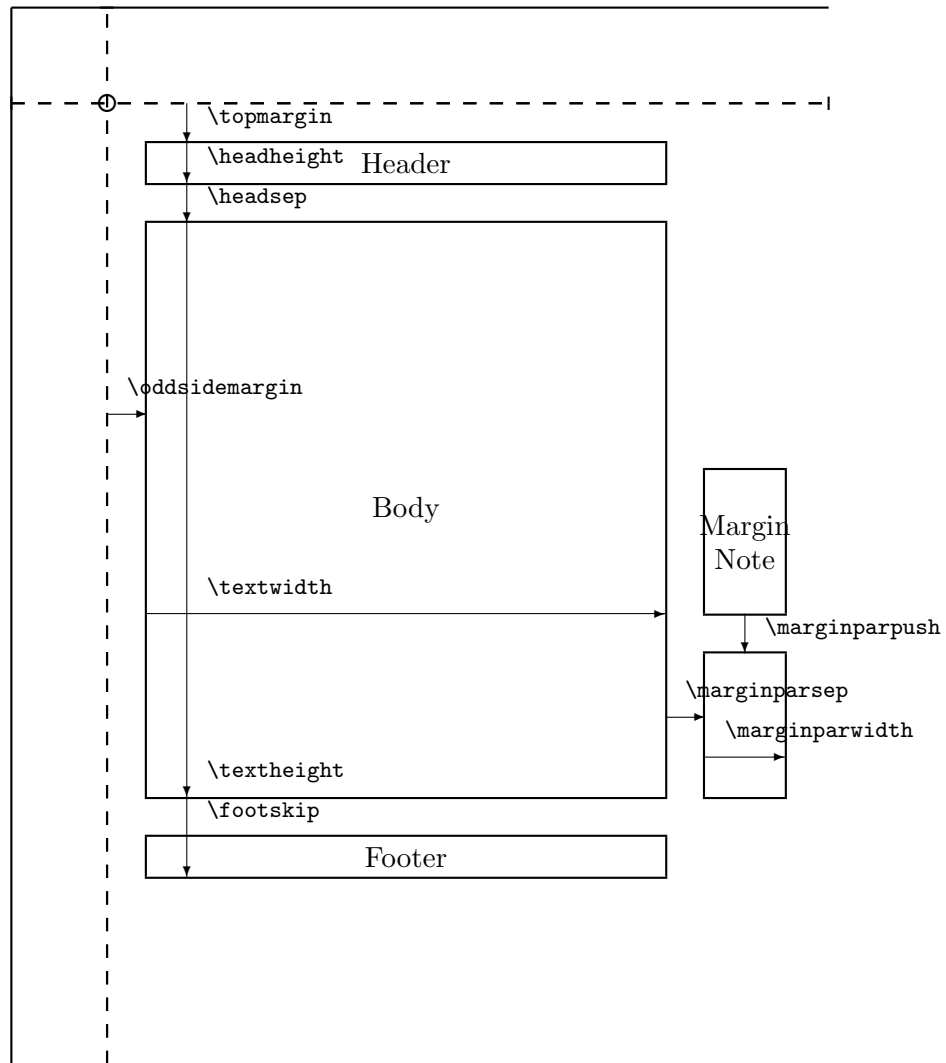 \topmargin
\headheight
Header
\headsep
\oddsidemargin
Body
Margin
Note
\textwidth
\marginparpush
\marginparsep
\marginparwidth
\textheight
\footskip
Footer